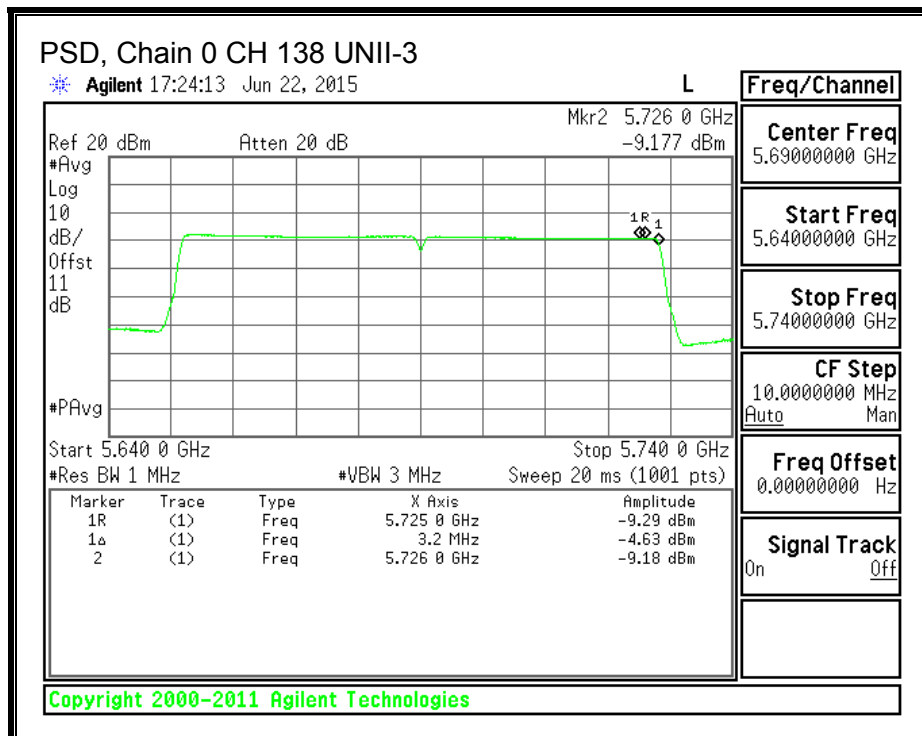 PSD, Chain 0 CH 138 UNII-3
Agilent 17:24:13 Jun 22, 2015 L Freq/Channel
Mkr2 5.726 0 GHz
Ref 20 dBm Atten 20 dB -9.177 dBm
#Avg
Log
10
dB/
Offst
11
dB
#PAvg
1R
1
Start 5.640 0 GHz Stop 5.740 0 GHz
#Res BW 1 MHz #VBW 3 MHz Sweep 20 ms (1001 pts)
Marker Trace Type X Axis Amplitude
1R (1) Freq 5.725 0 GHz -9.29 dBm
1△ (1) Freq 3.2 MHz -4.63 dBm
2 (1) Freq 5.726 0 GHz -9.18 dBm
Center Freq
5.69000000 GHz
Start Freq
5.64000000 GHz
Stop Freq
5.74000000 GHz
CF Step
10.0000000 MHz
Auto Man
Freq Offset
0.00000000 Hz
Signal Track
On Off
Copyright 2000-2011 Agilent Technologies